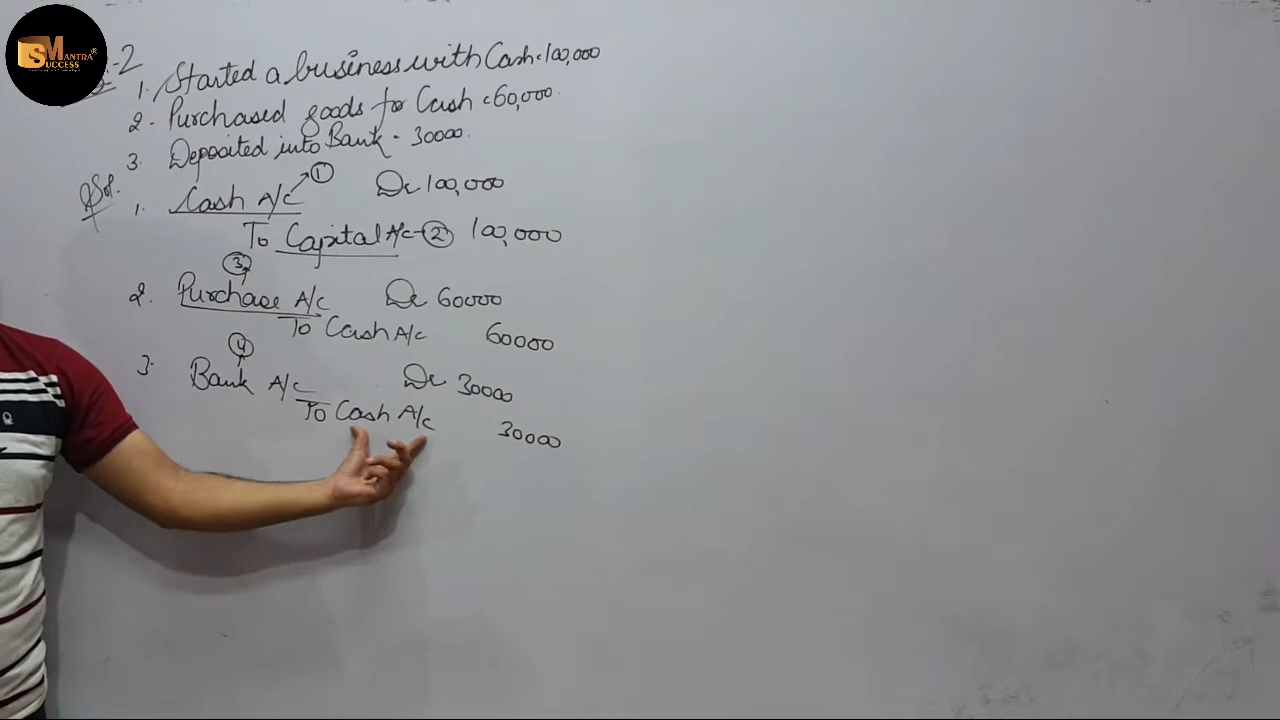 SMANTRA®
SUCCESS
-2
1. Started a business with Cash = 100,000
2. Purchased goods for Cash = 60,000.
3. Deposited into Bank - 30000.
Sol.
1. Cash A/c 1 Dr 100,000
To Capital A/c - 2 100,000
3
2. Purchase A/c Dr 60000
To Cash A/c 60000
4
3. Bank A/c Dr 30000
To Cash A/c 30000